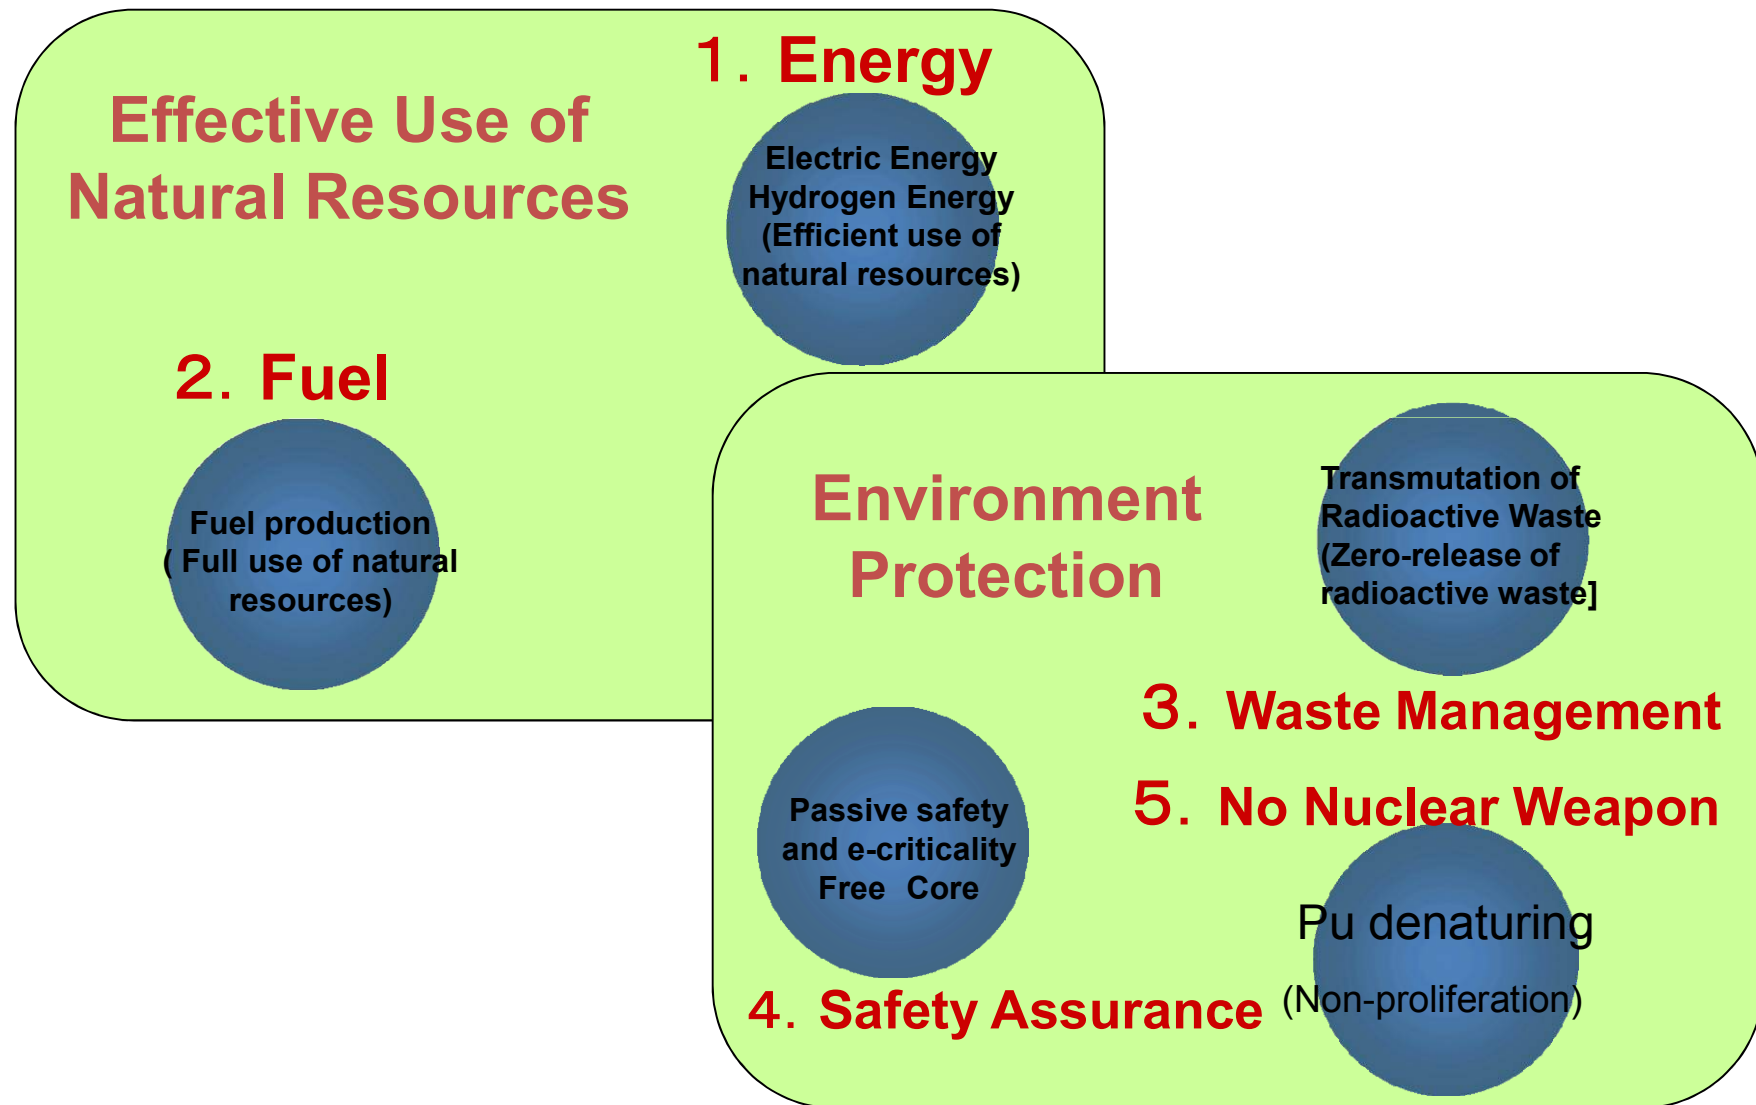 1. Energy
Effective Use of
Natural Resources
Electric Energy
Hydrogen Energy
(Efficient use of
natural resources)
2. Fuel
Fuel production
( Full use of natural
resources)
Environment
Protection
Transmutation of
Radioactive Waste
(Zero-release of
radioactive waste]
3. Waste Management
Passive safety
and e-criticality
Free Core
4. Safety Assurance
5. No Nuclear Weapon
Pu denaturing
(Non-proliferation)